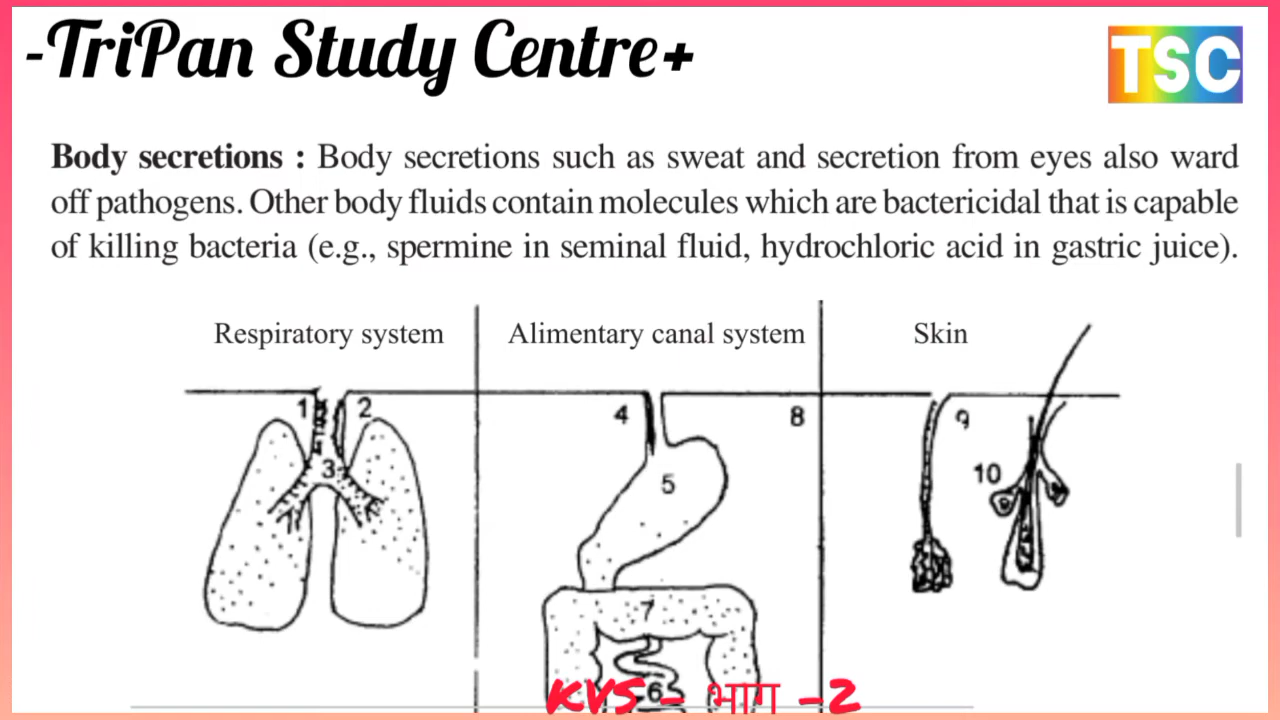 -TriPan Study Centre+
TSC
Body secretions : Body secretions such as sweat and secretion from eyes also ward
off pathogens. Other body fluids contain molecules which are bactericidal that is capable
of killing bacteria (e.g., spermine in seminal fluid, hydrochloric acid in gastric juice).
Respiratory system
Alimentary canal system
Skin
1
2
3
4
8
5
7
6
9
10
KVS - भाग -2